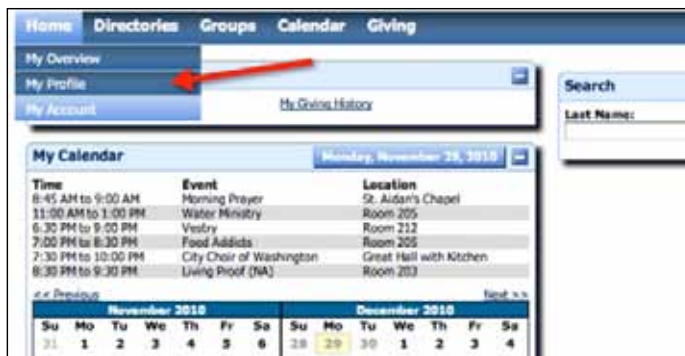 Home Directories Groups Calendar Giving
My Overview
My Profile
My Account
My Giving History
Search
Last Name:
My Calendar Monday, November 29, 2010
Time Event Location
8:45 AM to 9:00 AM Morning Prayer St. Aidan's Chapel
11:00 AM to 1:00 PM Water Ministry Room 205
6:30 PM to 9:00 PM Vestry Room 212
7:00 PM to 8:30 PM Food Addicts Room 205
7:30 PM to 10:00 PM City Choir of Washington Great Hall with Kitchen
8:30 PM to 9:30 PM Living Proof (NA) Room 203
<< Previous Next >>
November 2010 December 2010
Su Mo Tu We Th Fr Sa Su Mo Tu We Th Fr Sa
31 1 2 3 4 5 6 28 29 30 1 2 3 4